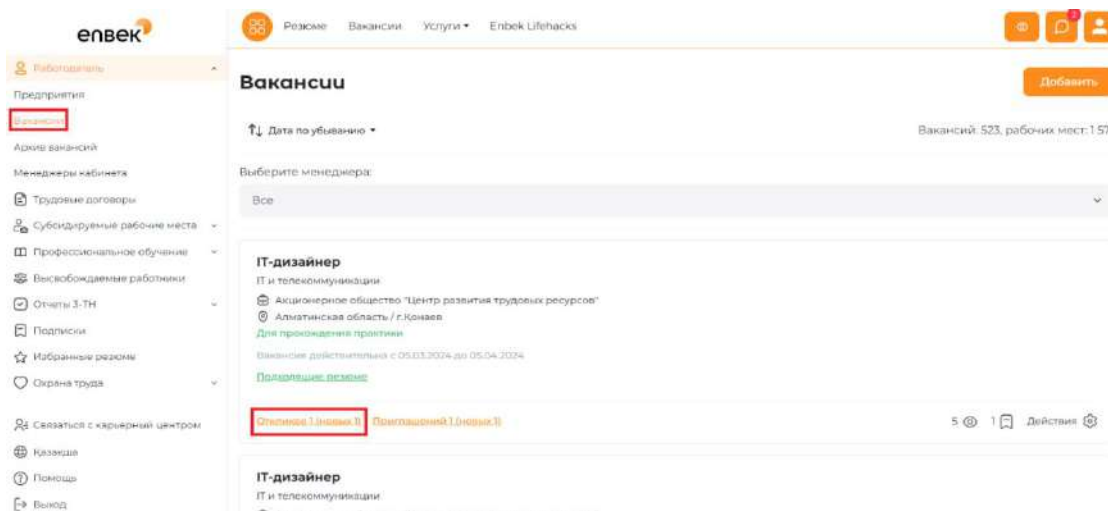 enbek
Резюме Вакансии Услуги Enbek Lifehacks
2
Работодатель
Предприятия
Вакансии
Архив вакансий
Менеджеры кабинета
Трудовые договоры
Субсидируемые рабочие места
Профессиональное обучение
Высвобождаемые работники
Отчеты 3-ТН
Подписки
Избранные резюме
Охрана труда
Связаться с карьерный центром
Қазақша
Помощь
Выход
Вакансии
Добавить
Дата по убыванию
Вакансий: 523, рабочих мест: 1 57
Выберите менеджера:
Все
IT-дизайнер
IT и телекоммуникации
Акционерное общество "Центр развития трудовых ресурсов"
Алматинская область / г.Қонаев
Для прохождения практики
Вакансия действительна с 05.03.2024 до 05.04.2024
Подходящие резюме
Откликов 1 (новых 1) Приглашений 1 (новых 1)
5 1 Действия
IT-дизайнер
IT и телекоммуникации